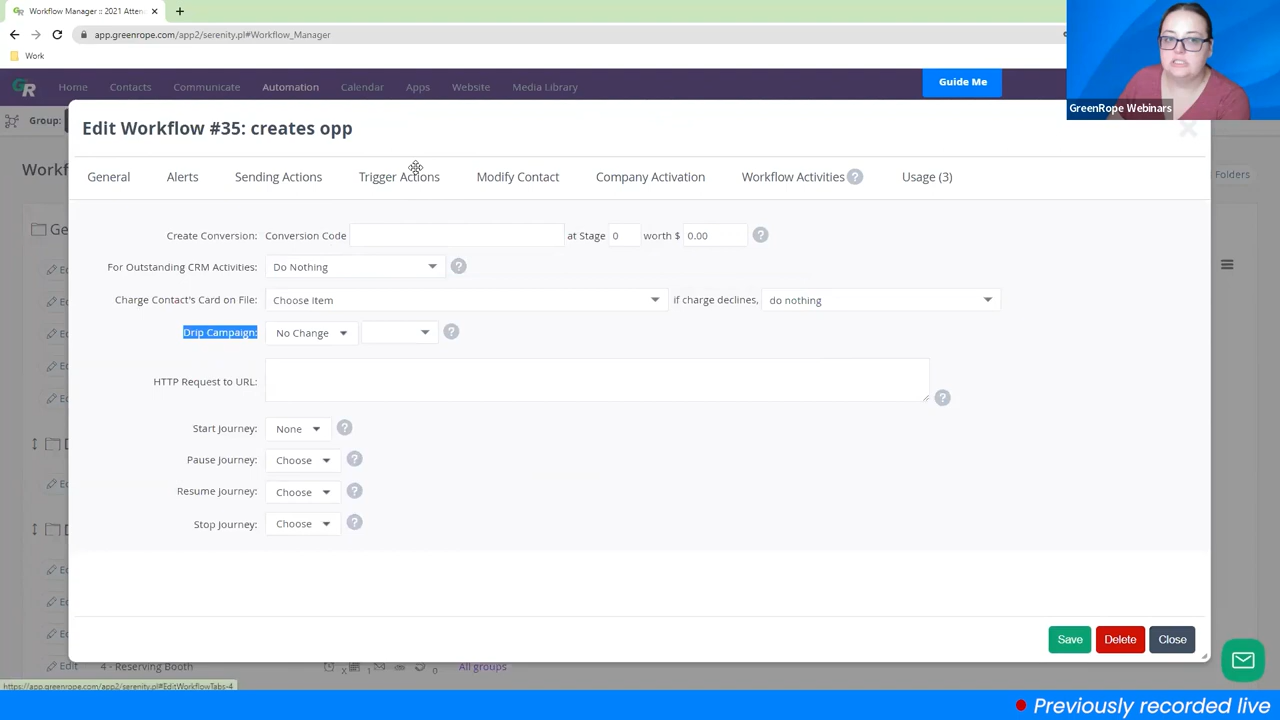 Workflow Manager :: 2021 Atten
app.greenrope.com/app2/serenity.pl#Workflow_Manager
Work
GR Home Contacts Communicate Automation Calendar Apps Website Media Library Guide Me
GreenRope Webinars
Group:
Edit Workflow #35: creates opp
Workf
Folders
General Alerts Sending Actions Trigger Actions Modify Contact Company Activation Workflow Activities ? Usage (3)
Ge
Create Conversion: Conversion Code at Stage 0 worth $ 0.00 ?
For Outstanding CRM Activities: Do Nothing ?
Charge Contact's Card on File: Choose Item if charge declines, do nothing
Drip Campaign: No Change ?
HTTP Request to URL: ?
Start Journey: None ?
Pause Journey: Choose ?
Resume Journey: Choose ?
Stop Journey: Choose ?
Save Delete Close
Edit 4 - Reserving Booth All groups
https://app.greenrope.com/app2/serenity.pl#EditWorkflowTabs-4
Previously recorded live